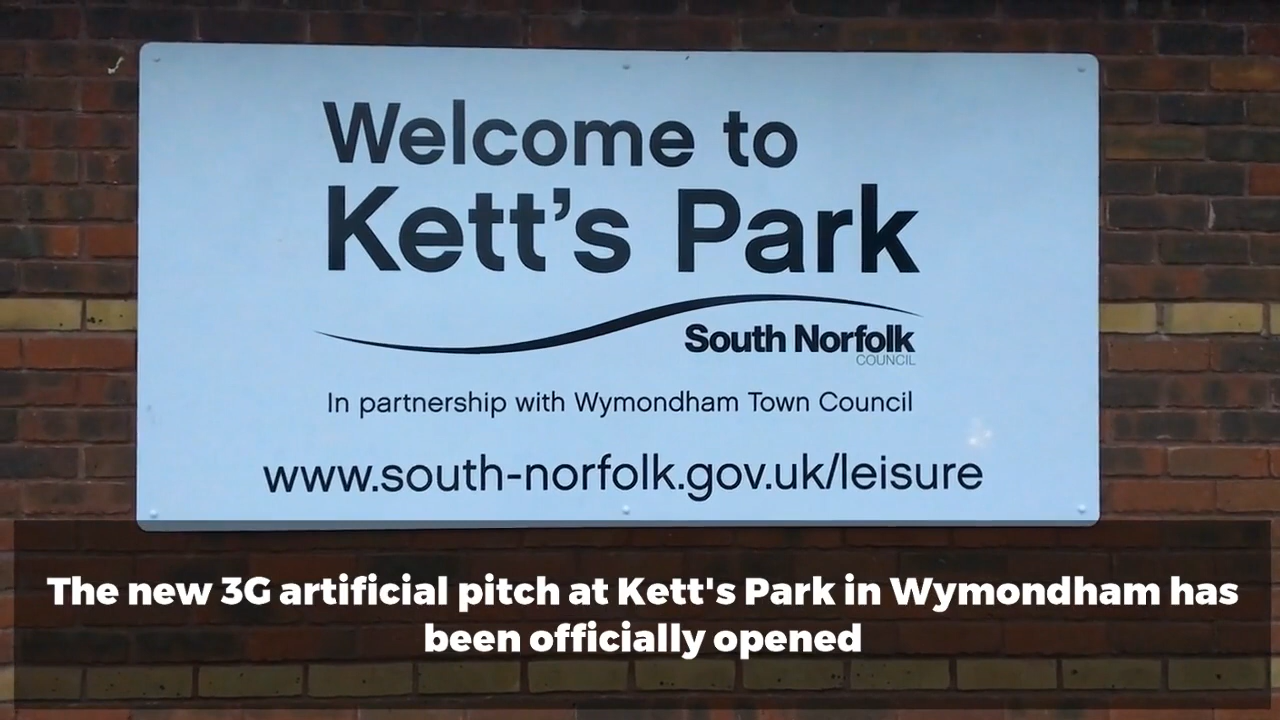 Welcome to
Kett’s Park
South Norfolk
COUNCIL
In partnership with Wymondham Town Council
www.south-norfolk.gov.uk/leisure
The new 3G artificial pitch at Kett's Park in Wymondham has
been officially opened